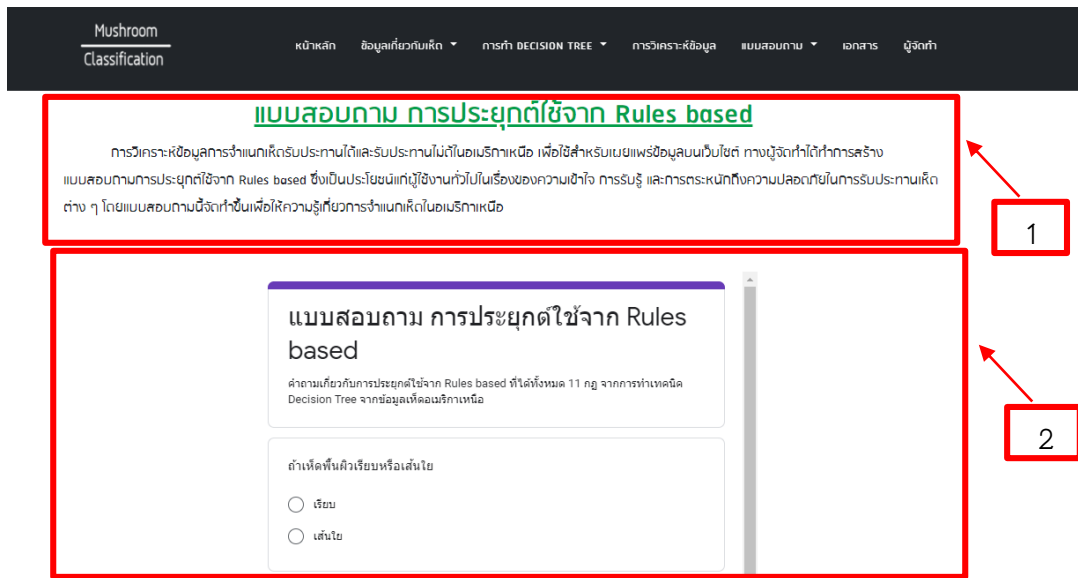 Mushroom
Classification
หน้าหลัก ข้อมูลเกี่ยวกับเห็ด การทำ DECISION TREE การวิเคราะห์ข้อมูล แบบสอบถาม เอกสาร ผู้จัดทำ
แบบสอบถาม การประยุกต์ใช้จาก Rules based
การวิเคราะห์ข้อมูลการจำแนกเห็ดรับประทานได้และรับประทานไม่ได้ในอเมริกาเหนือ เพื่อใช้สำหรับเผยแพร่ข้อมูลบนเว็บไซต์ ทางผู้จัดทำได้ทำการสร้าง
แบบสอบถามการประยุกต์ใช้จาก Rules based ซึ่งเป็นประโยชน์แก่ผู้ใช้งานทั่วไปในเรื่องของความเข้าใจ การรับรู้ และการตระหนักถึงความปลอดภัยในการรับประทานเห็ด
ต่าง ๆ โดยแบบสอบถามนี้จัดทำขึ้นเพื่อให้ความรู้เกี่ยวการจำแนกเห็ดในอเมริกาเหนือ
1
แบบสอบถาม การประยุกต์ใช้จาก Rules
based
คำถามเกี่ยวกับการประยุกต์ใช้จาก Rules based ที่ได้ทั้งหมด 11 กฎ จากการทำเทคนิค
Decision Tree จากข้อมูลเห็ดอเมริกาเหนือ
2
ถ้าเห็ดพื้นผิวเรียบหรือเส้นใย
เรียบ
เส้นใย